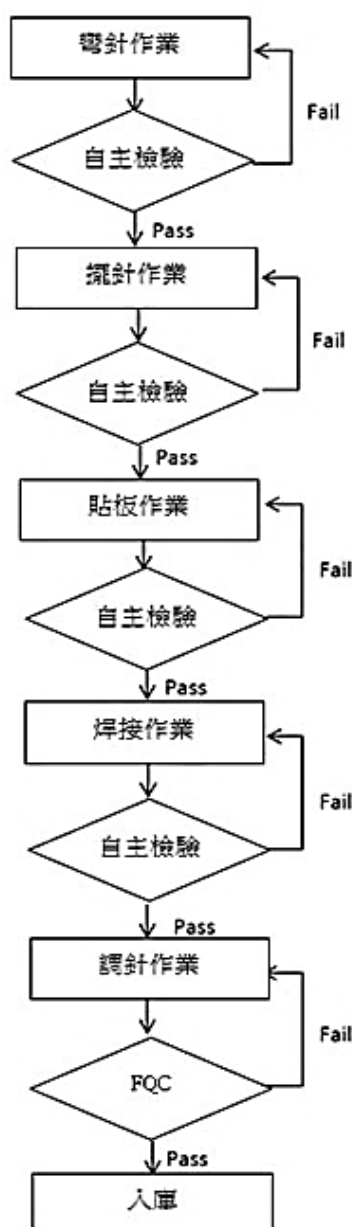 彎針作業
Fail
自主檢驗
Pass
擺針作業
Fail
自主檢驗
Pass
貼板作業
Fail
自主檢驗
Pass
焊接作業
Fail
自主檢驗
Pass
調針作業
Fail
FQC
Pass
入庫